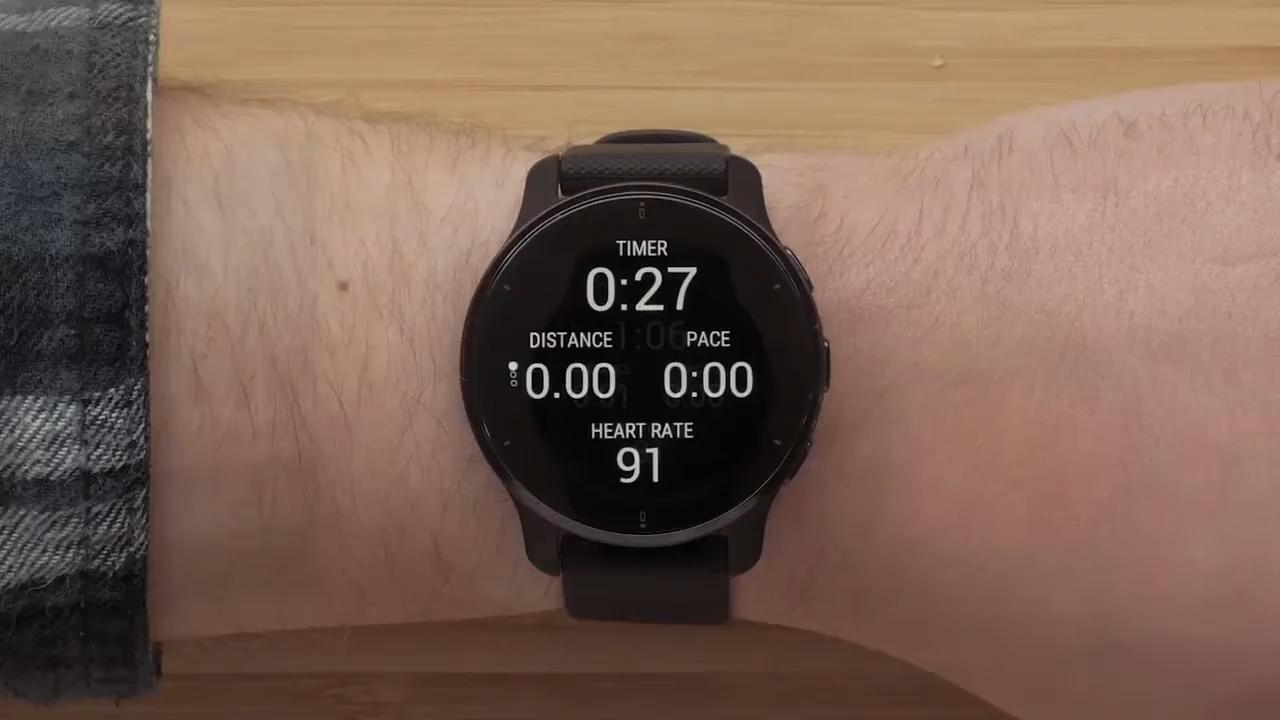 TIMER
0:27
DISTANCE PACE
0.00 0:00
HEART RATE
91